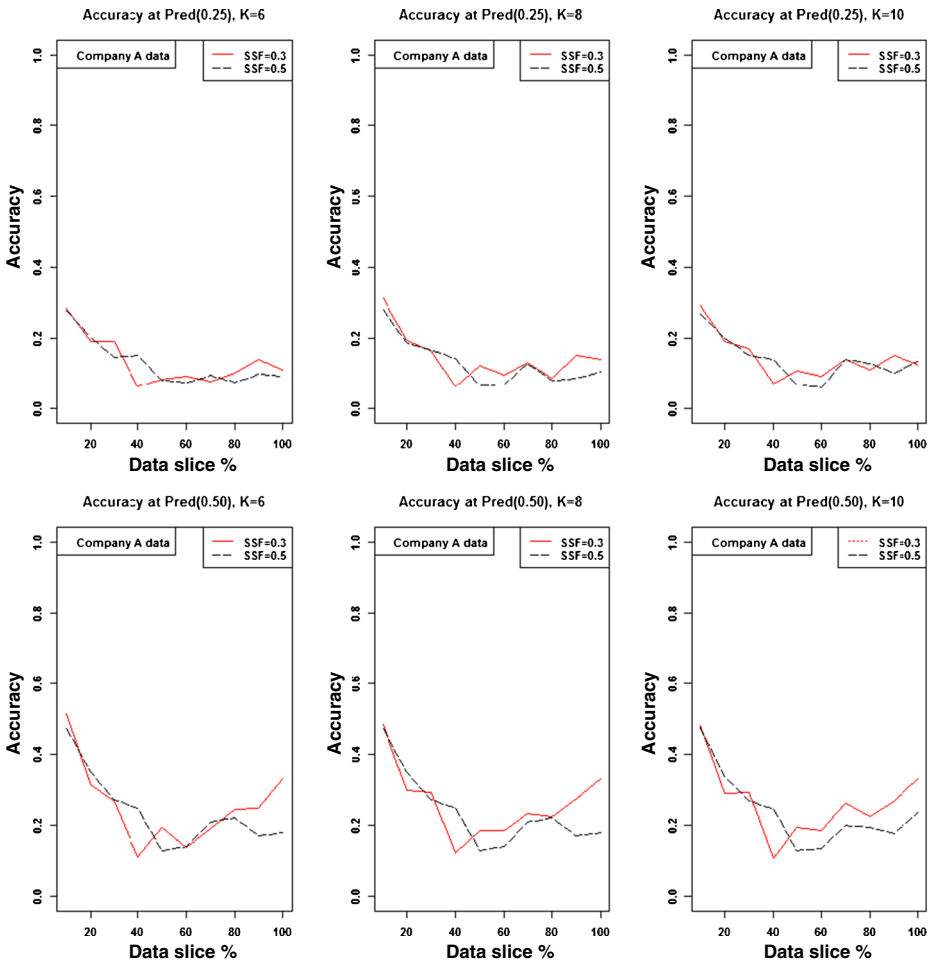 Accuracy at Pred(0.25), K=6
Company A data
SSF=0.3
SSF=0.5
Accuracy
1.0
0.8
0.6
0.4
0.2
0.0
20 40 60 80 100
Data slice %
Accuracy at Pred(0.25), K=8
Company A data
SSF=0.3
SSF=0.5
Accuracy
1.0
0.8
0.6
0.4
0.2
0.0
20 40 60 80 100
Data slice %
Accuracy at Pred(0.25), K=10
Company A data
SSF=0.3
SSF=0.5
Accuracy
1.0
0.8
0.6
0.4
0.2
0.0
20 40 60 80 100
Data slice %
Accuracy at Pred(0.50), K=6
Company A data
SSF=0.3
SSF=0.5
Accuracy
1.0
0.8
0.6
0.4
0.2
0.0
20 40 60 80 100
Data slice %
Accuracy at Pred(0.50), K=8
Company A data
SSF=0.3
SSF=0.5
Accuracy
1.0
0.8
0.6
0.4
0.2
0.0
20 40 60 80 100
Data slice %
Accuracy at Pred(0.50), K=10
Company A data
SSF=0.3
SSF=0.5
Accuracy
1.0
0.8
0.6
0.4
0.2
0.0
20 40 60 80 100
Data slice %